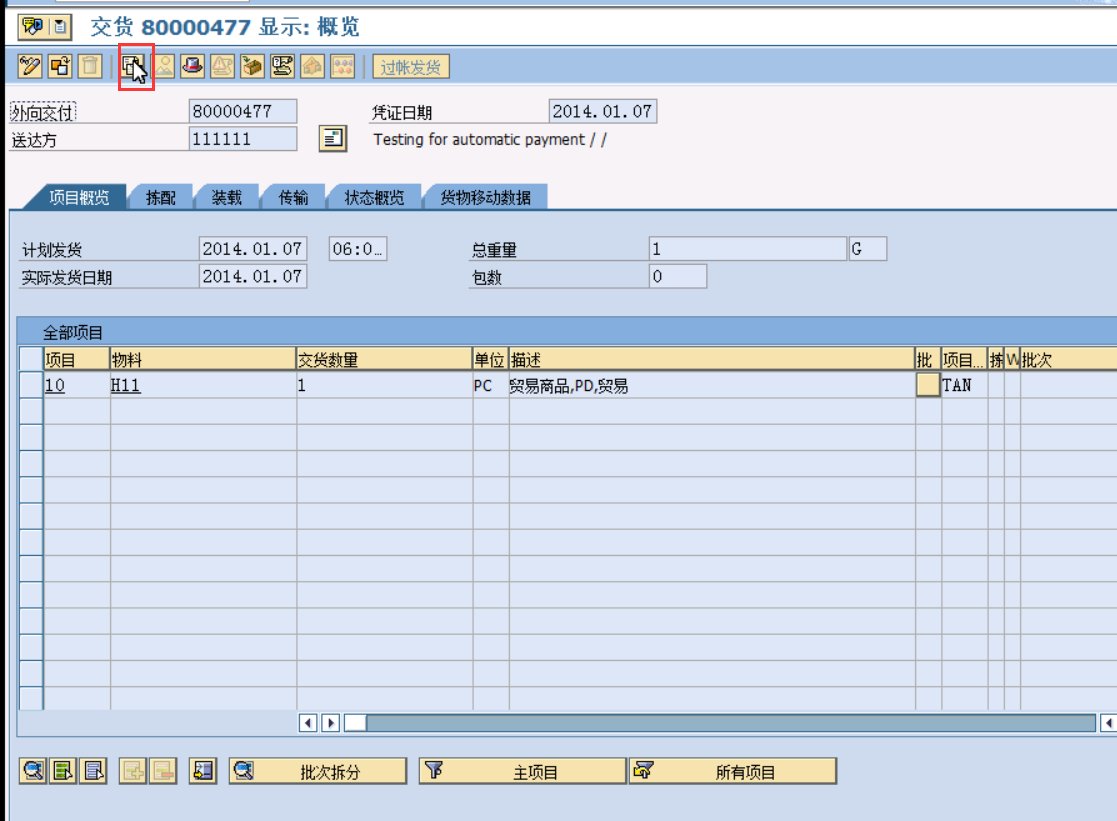 交货 80000477 显示: 概览
过帐发货
外向交付 80000477 凭证日期 2014.01.07
送达方 111111 Testing for automatic payment / /
项目概览 拣配 装载 传输 状态概览 货物移动数据
计划发货 2014.01.07 06:0… 总重量 1 G
实际发货日期 2014.01.07 包数 0
全部项目
项目 物料 交货数量 单位 描述 批 项目… 拣 W 批次
10 H11 1 PC 贸易商品,PD,贸易 TAN
批次拆分 主项目 所有项目